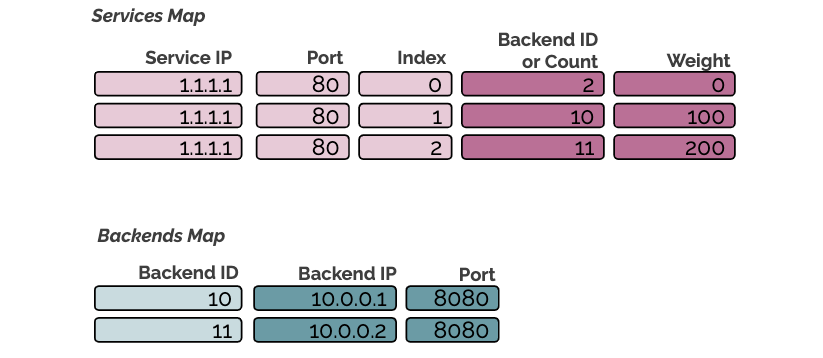 Services Map
Service IP Port Index Backend ID or Count Weight
1.1.1.1 80 0 2 0
1.1.1.1 80 1 10 100
1.1.1.1 80 2 11 200
Backends Map
Backend ID Backend IP Port
10 10.0.0.1 8080
11 10.0.0.2 8080